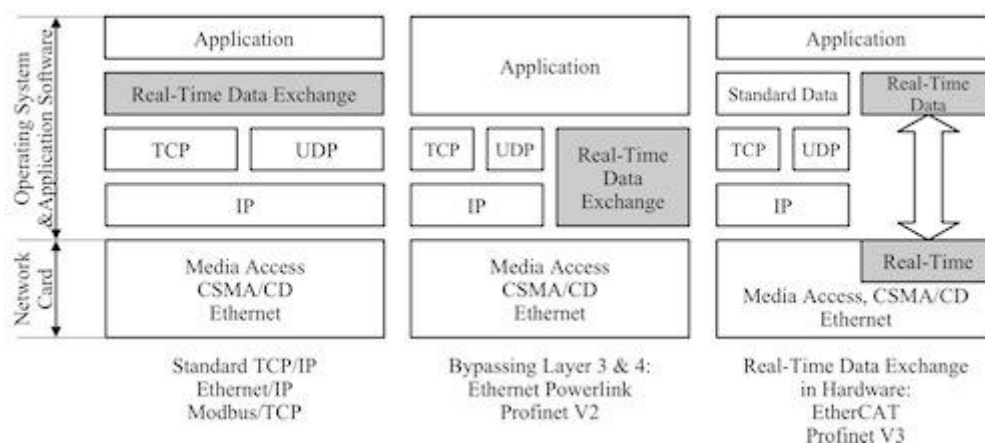 Operating System
&Application Software
Network
Card
Application
Real-Time Data Exchange
TCP
UDP
IP
Media Access
CSMA/CD
Ethernet
Standard TCP/IP
Ethernet/IP
Modbus/TCP
Application
TCP
UDP
Real-Time
Data
Exchange
IP
Media Access
CSMA/CD
Ethernet
Bypassing Layer 3 & 4:
Ethernet Powerlink
Profinet V2
Application
Standard Data
Real-Time
Data
TCP
UDP
IP
Real-Time
Media Access, CSMA/CD
Ethernet
Real-Time Data Exchange
in Hardware:
EtherCAT
Profinet V3